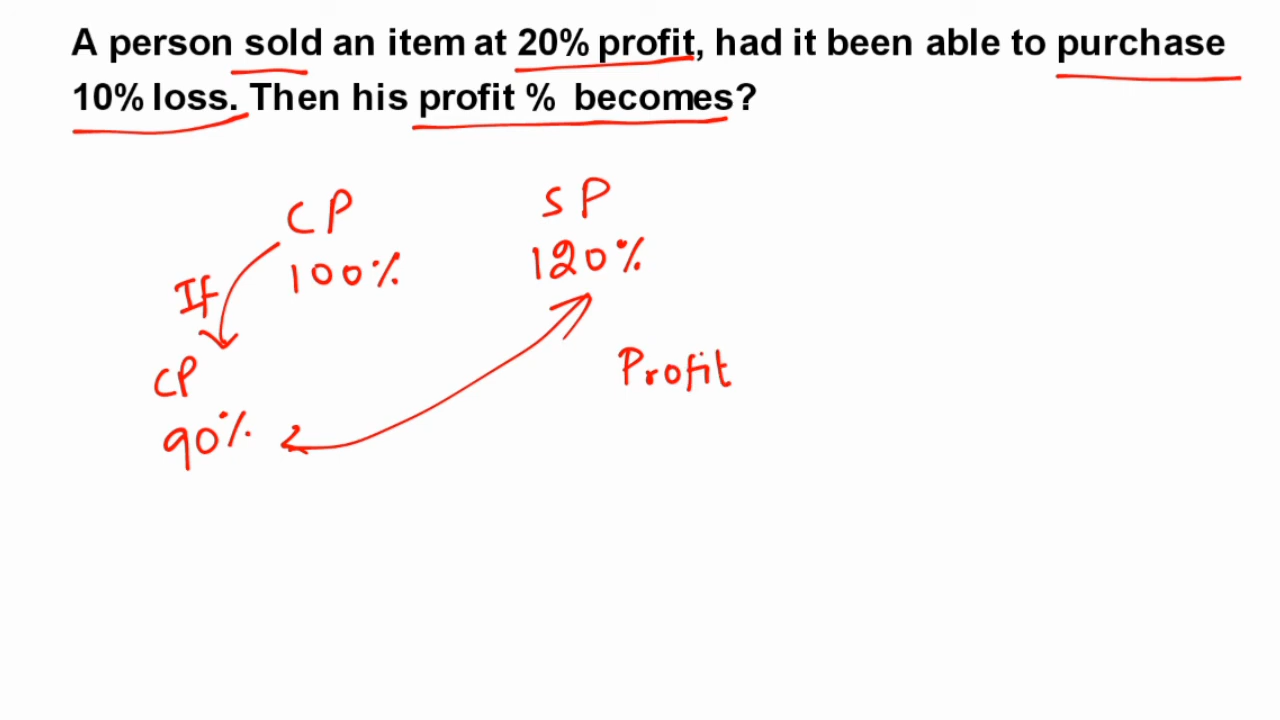 A person sold an item at 20% profit, had it been able to purchase
10% loss. Then his profit % becomes?
CP SP
100% 120%
If
CP Profit
90%